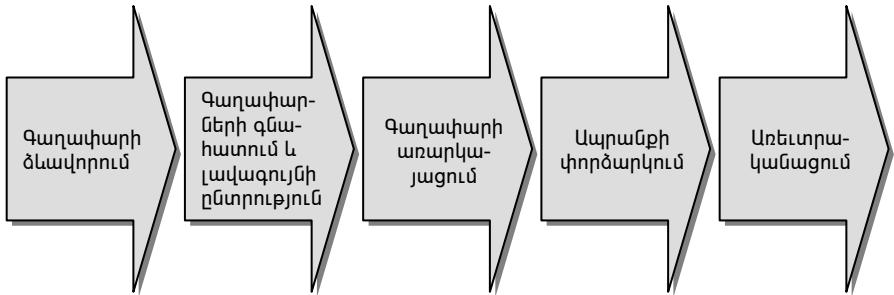 Գաղափարի
ձևավորում
Գաղափար-
ների գնա-
հատում և
լավագույնի
ընտրություն
Գաղափարի
առարկա-
յացում
Ապրանքի
փորձարկում
Առեւտրա-
կանացում